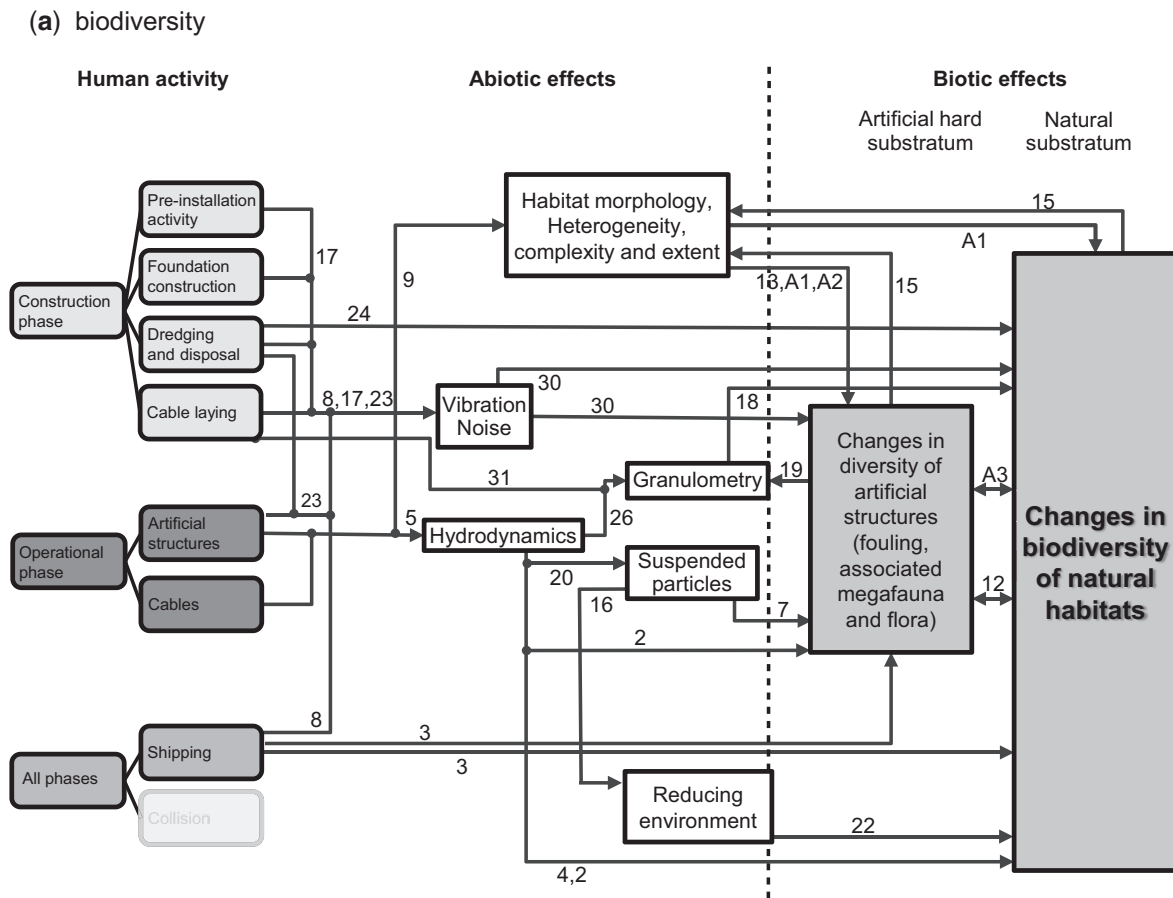 (a) biodiversity
Human activity
Abiotic effects
Biotic effects
Artificial hard
substratum
Natural
substratum
Pre-installation
activity
Foundation
construction
Construction
phase
Dredging
and disposal
Cable laying
17
24
8,17,23
9
Habitat morphology,
Heterogeneity,
complexity and extent
15
A1
13,A1,A2
15
30
30
18
Vibration
Noise
31
Granulometry
19
Changes in
diversity of
artificial
structures
(fouling,
associated
megafauna
and flora)
A3
12
Changes in
biodiversity
of natural
habitats
23
Operational
phase
Artificial
structures
Cables
5
Hydrodynamics
26
20
Suspended
particles
16
7
2
8
3
3
All phases
Shipping
Collision
Reducing
environment
22
4,2